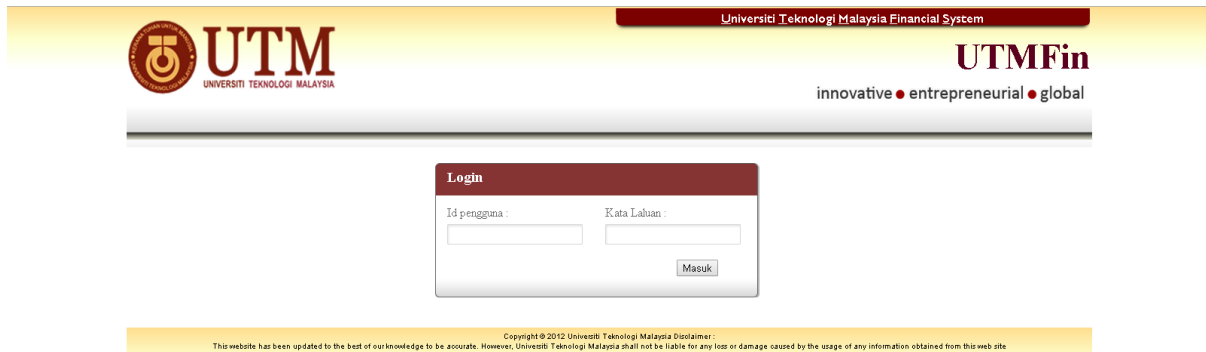 Universiti Teknologi Malaysia Financial System
UTM
UNIVERSITI TEKNOLOGI MALAYSIA
UTMFin
innovative ● entrepreneurial ● global
Login
Id pengguna :
Kata Laluan :
Masuk
Copyright © 2012 Universiti Teknologi Malaysia Disclaimer :
This website has been updated to the best of our knowledge to be accurate. However, Universiti Teknologi Malaysia shall not be liable for any loss or damage caused by the usage of any information obtained from this web site